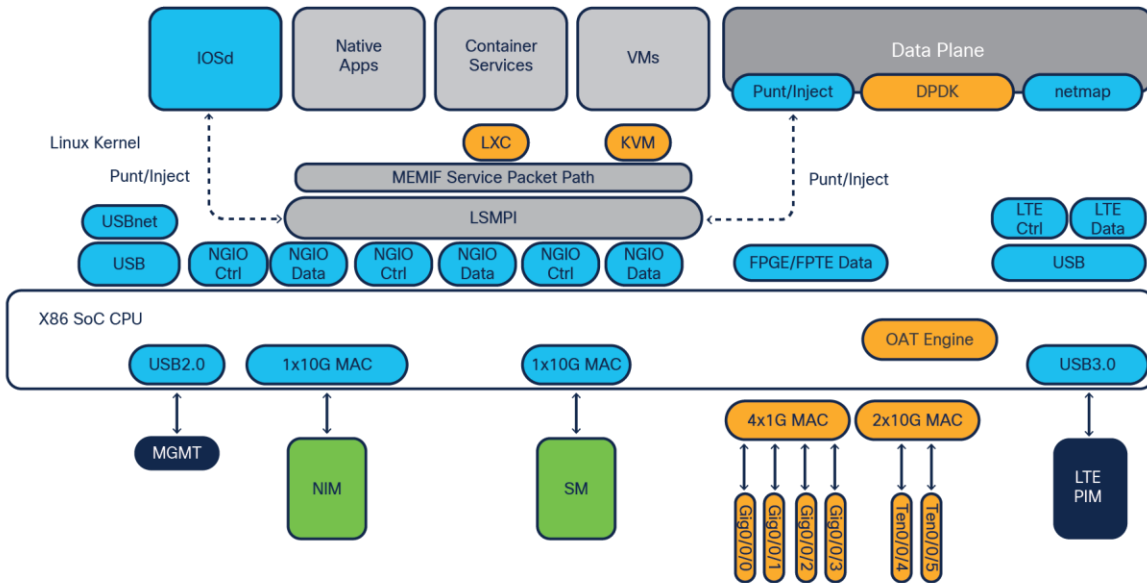 IOSd
Native
Apps
Container
Services
VMs
Data Plane
Punt/Inject
DPDK
netmap
Linux Kernel
LXC
KVM
Punt/Inject
MEMIF Service Packet Path
Punt/Inject
LSMPI
USBnet
LTE
Ctrl
LTE
Data
USB
NGIO
Ctrl
NGIO
Data
NGIO
Ctrl
NGIO
Data
NGIO
Ctrl
NGIO
Data
FPGE/FPTE Data
USB
X86 SoC CPU
OAT Engine
USB2.0
1x10G MAC
1x10G MAC
USB3.0
4x1G MAC
2x10G MAC
MGMT
NIM
SM
LTE
PIM
Gig0/0/0
Gig0/0/1
Gig0/0/2
Gig0/0/3
Ten0/0/4
Ten0/0/5